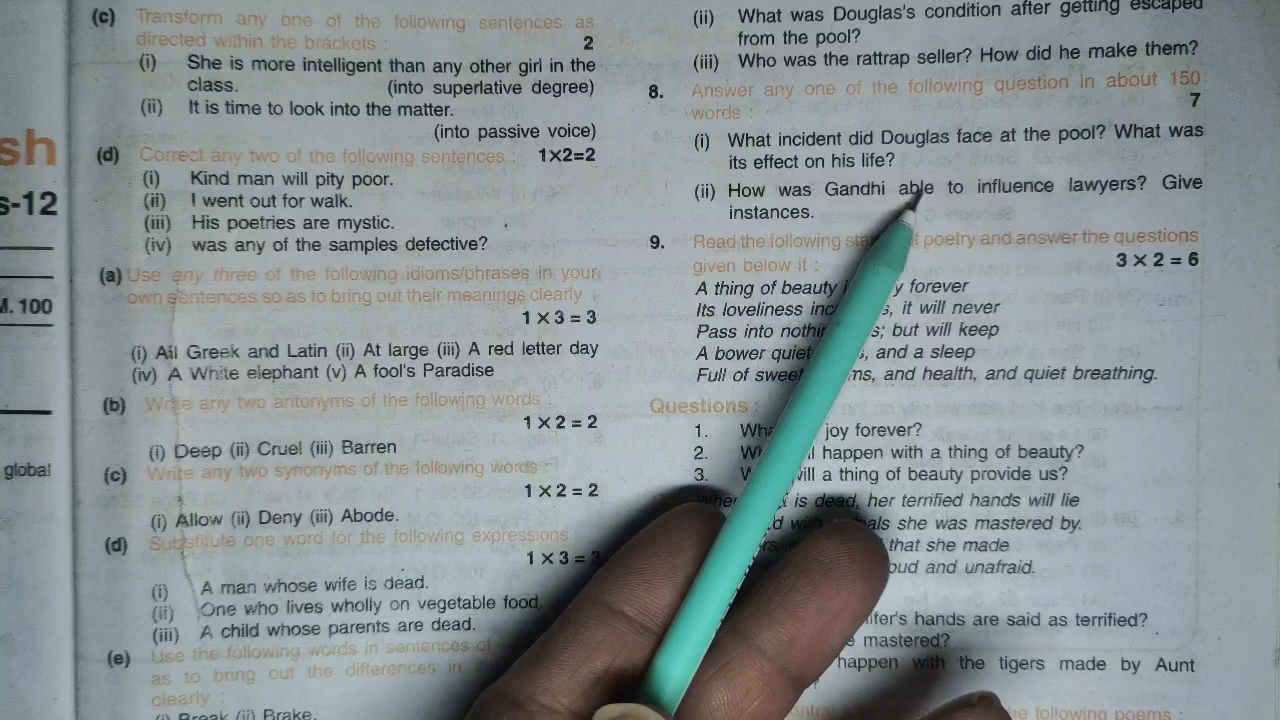 sh
s-12
M. 100
global
(c) Transform any one of the following sentences as
directed within the brackets : 2
(i) She is more intelligent than any other girl in the
class. (into superlative degree)
(ii) It is time to look into the matter.
(into passive voice)
(d) Correct any two of the following sentences : 1×2=2
(i) Kind man will pity poor.
(ii) I went out for walk.
(iii) His poetries are mystic.
(iv) was any of the samples defective?
(a) Use any three of the following idioms/phrases in your
own sentences so as to bring out their meanings clearly
1 × 3 = 3
(i) All Greek and Latin (ii) At large (iii) A red letter day
(iv) A White elephant (v) A fool's Paradise
(b) Write any two antonyms of the following words :
1 × 2 = 2
(i) Deep (ii) Cruel (iii) Barren
(c) Write any two synonyms of the following words :
1 × 2 = 2
(i) Allow (ii) Deny (iii) Abode.
(d) Substitute one word for the following expressions :
1 × 3 = 3
(i) A man whose wife is dead.
(ii) One who lives wholly on vegetable food.
(iii) A child whose parents are dead.
(e) Use the following words in sentences of
as to bring out the differences in
clearly :
(i) Break (ii) Brake.
(ii) What was Douglas's condition after getting escaped
from the pool?
(iii) Who was the rattrap seller? How did he make them?
8. Answer any one of the following question in about 150
words : 7
(i) What incident did Douglas face at the pool? What was
its effect on his life?
(ii) How was Gandhi able to influence lawyers? Give
instances.
9. Read the following of poetry and answer the questions
given below it : 3 × 2 = 6
A thing of beauty forever
Its loveliness it will never
Pass into but will keep
A bower quiet and a sleep
Full of sweet and health, and quiet breathing.
Questions :
1. joy forever?
2. happen with a thing of beauty?
3. will a thing of beauty provide us?
is dead, her terrified hands will lie
she was mastered by.
that she made
and unafraid.
hands are said as terrified?
mastered?
happen with the tigers made by Aunt
the following poems :